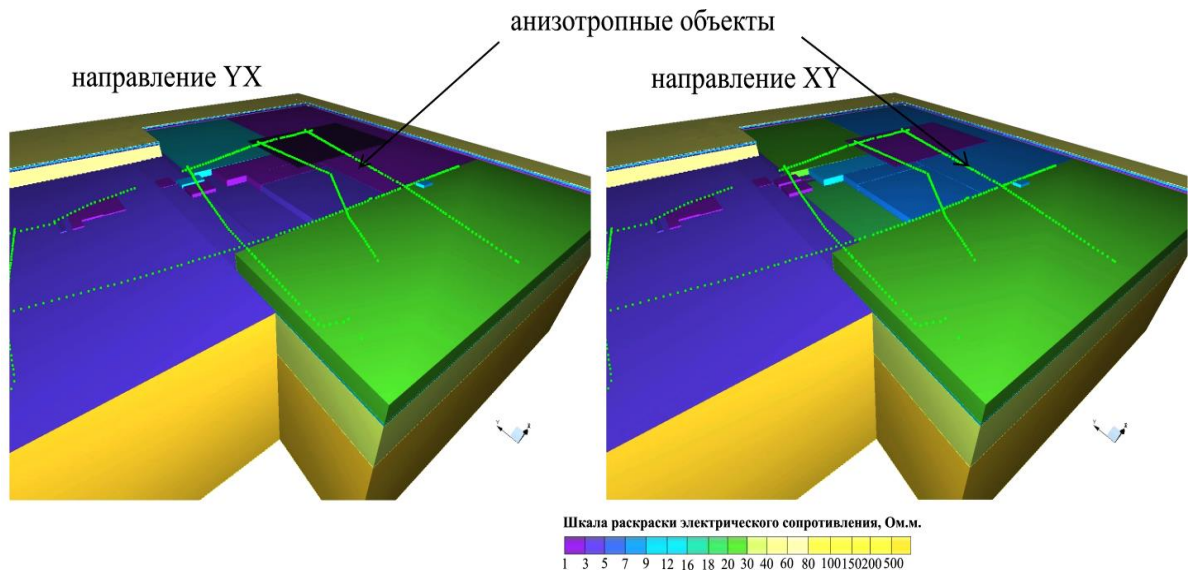 анизотропные объекты
направление YX
направление XY
Шкала раскраски электрического сопротивления, Ом.м.
1 3 5 7 9 12 16 18 20 30 40 60 80 100150200 500